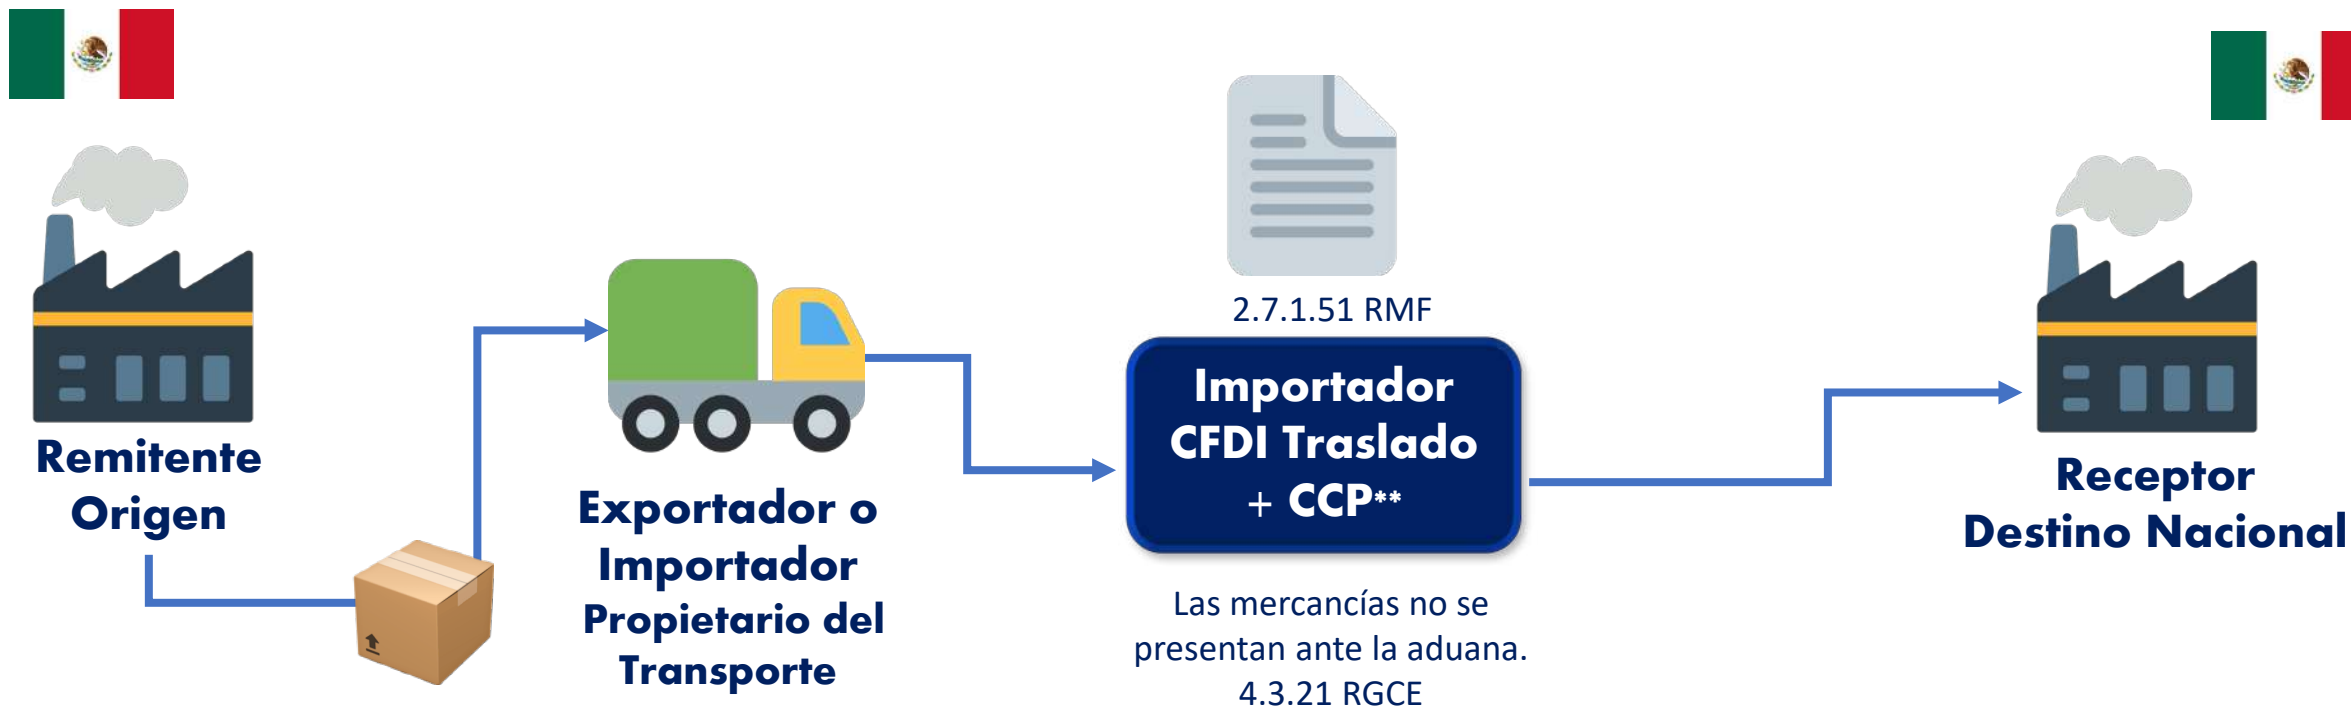 Remitente
Origen
Exportador o
Importador
Propietario del
Transporte
2.7.1.51 RMF
Importador
CFDI Traslado
+ CCP**
Las mercancías no se
presentan ante la aduana.
4.3.21 RGCE
Receptor
Destino Nacional